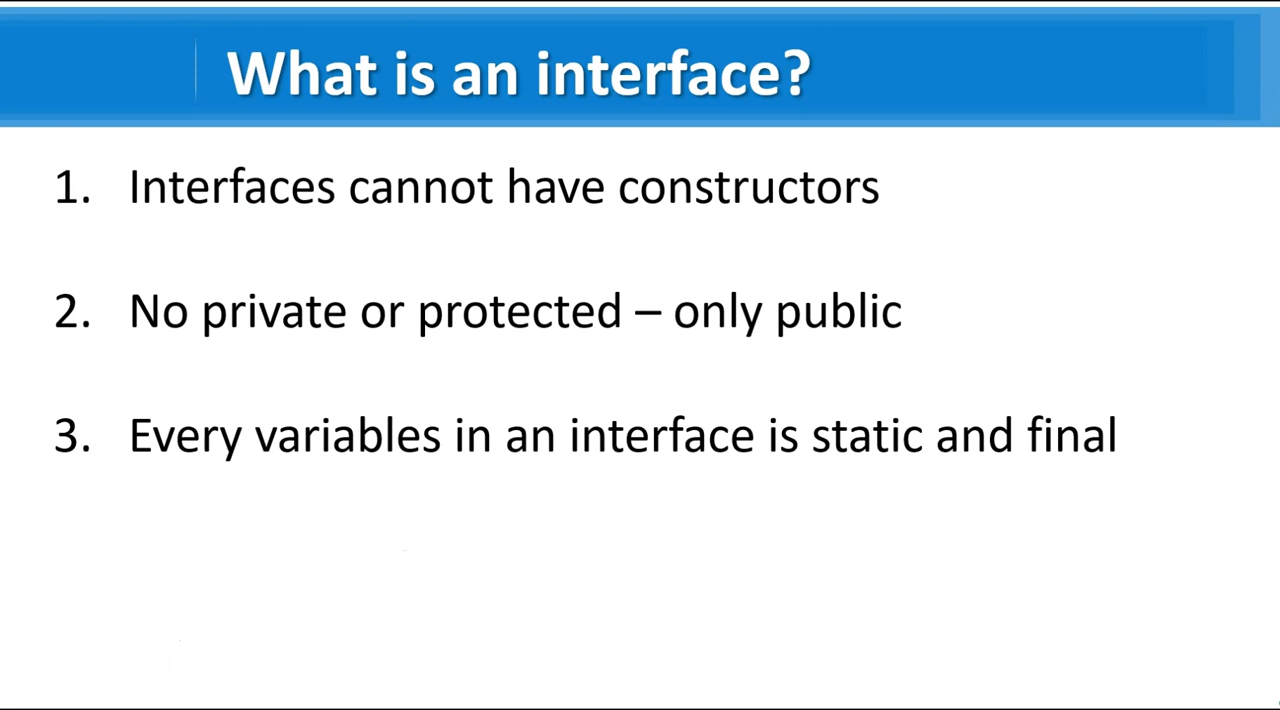 What is an interface?
1. Interfaces cannot have constructors
2. No private or protected – only public
3. Every variables in an interface is static and final